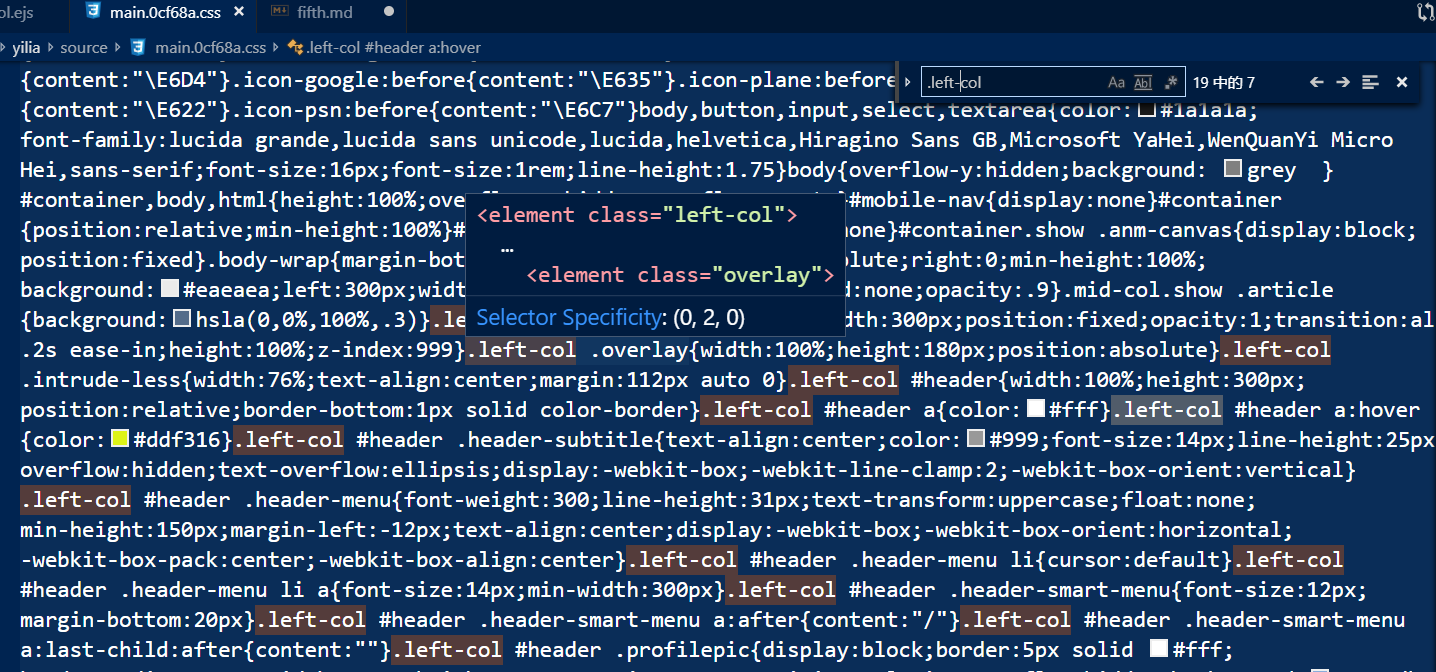 ol.ejs main.0cf68a.css × fifth.md ●
yilia › source › main.0cf68a.css › .left-col #header a:hover
.left-col Aa Abl .* 19 中的 7
{content:"\E6D4"}.icon-google:before{content:"\E635"}.icon-plane:before
{content:"\E622"}.icon-psn:before{content:"\E6C7"}body,button,input,select,textarea{color: #1a1a1a;
font-family:lucida grande,lucida sans unicode,lucida,helvetica,Hiragino Sans GB,Microsoft YaHei,WenQuanYi Micro
Hei,sans-serif;font-size:16px;font-size:1rem;line-height:1.75}body{overflow-y:hidden;background: grey }
#container,body,html{height:100%; }#mobile-nav{display:none}#container
{position:relative;min-height:100%}# none}#container.show .anm-canvas{display:block;
position:fixed}.body-wrap{margin-bot olute;right:0;min-height:100%;
background: #eaeaea;left:300px;widt d:none;opacity:.9}.mid-col.show .article
{background: hsla(0,0%,100%,.3)}.le dth:300px;position:fixed;opacity:1;transition:al
.2s ease-in;height:100%;z-index:999}.left-col .overlay{width:100%;height:180px;position:absolute}.left-col
.intrude-less{width:76%;text-align:center;margin:112px auto 0}.left-col #header{width:100%;height:300px;
position:relative;border-bottom:1px solid color-border}.left-col #header a{color: #fff}.left-col #header a:hover
{color: #ddf316}.left-col #header .header-subtitle{text-align:center;color: #999;font-size:14px;line-height:25px
overflow:hidden;text-overflow:ellipsis;display:-webkit-box;-webkit-line-clamp:2;-webkit-box-orient:vertical}
.left-col #header .header-menu{font-weight:300;line-height:31px;text-transform:uppercase;float:none;
min-height:150px;margin-left:-12px;text-align:center;display:-webkit-box;-webkit-box-orient:horizontal;
-webkit-box-pack:center;-webkit-box-align:center}.left-col #header .header-menu li{cursor:default}.left-col
#header .header-menu li a{font-size:14px;min-width:300px}.left-col #header .header-smart-menu{font-size:12px;
margin-bottom:20px}.left-col #header .header-smart-menu a:after{content:"/"}.left-col #header .header-smart-menu
a:last-child:after{content:""}.left-col #header .profilepic{display:block;border:5px solid #fff;
<element class="left-col">
…
<element class="overlay">
Selector Specificity: (0, 2, 0)